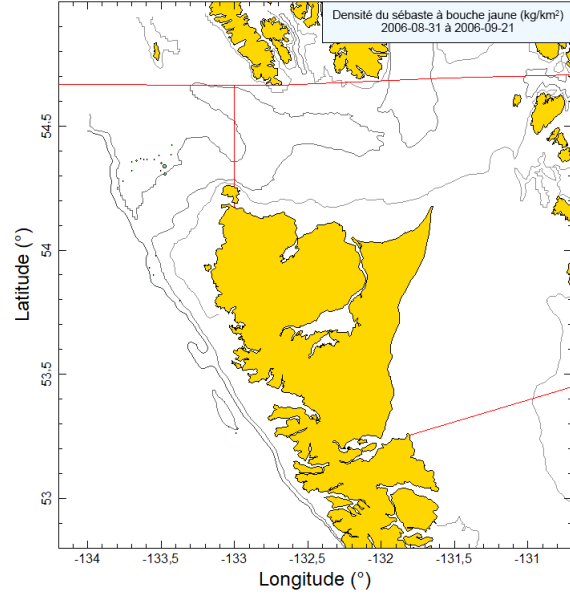 Densité du sébaste à bouche jaune (kg/km²)
2006-08-31 à 2006-09-21
54,5
54
53,5
53
Latitude (°)
-134
-133,5
-133
-132,5
-132
-131,5
-131
Longitude (°)